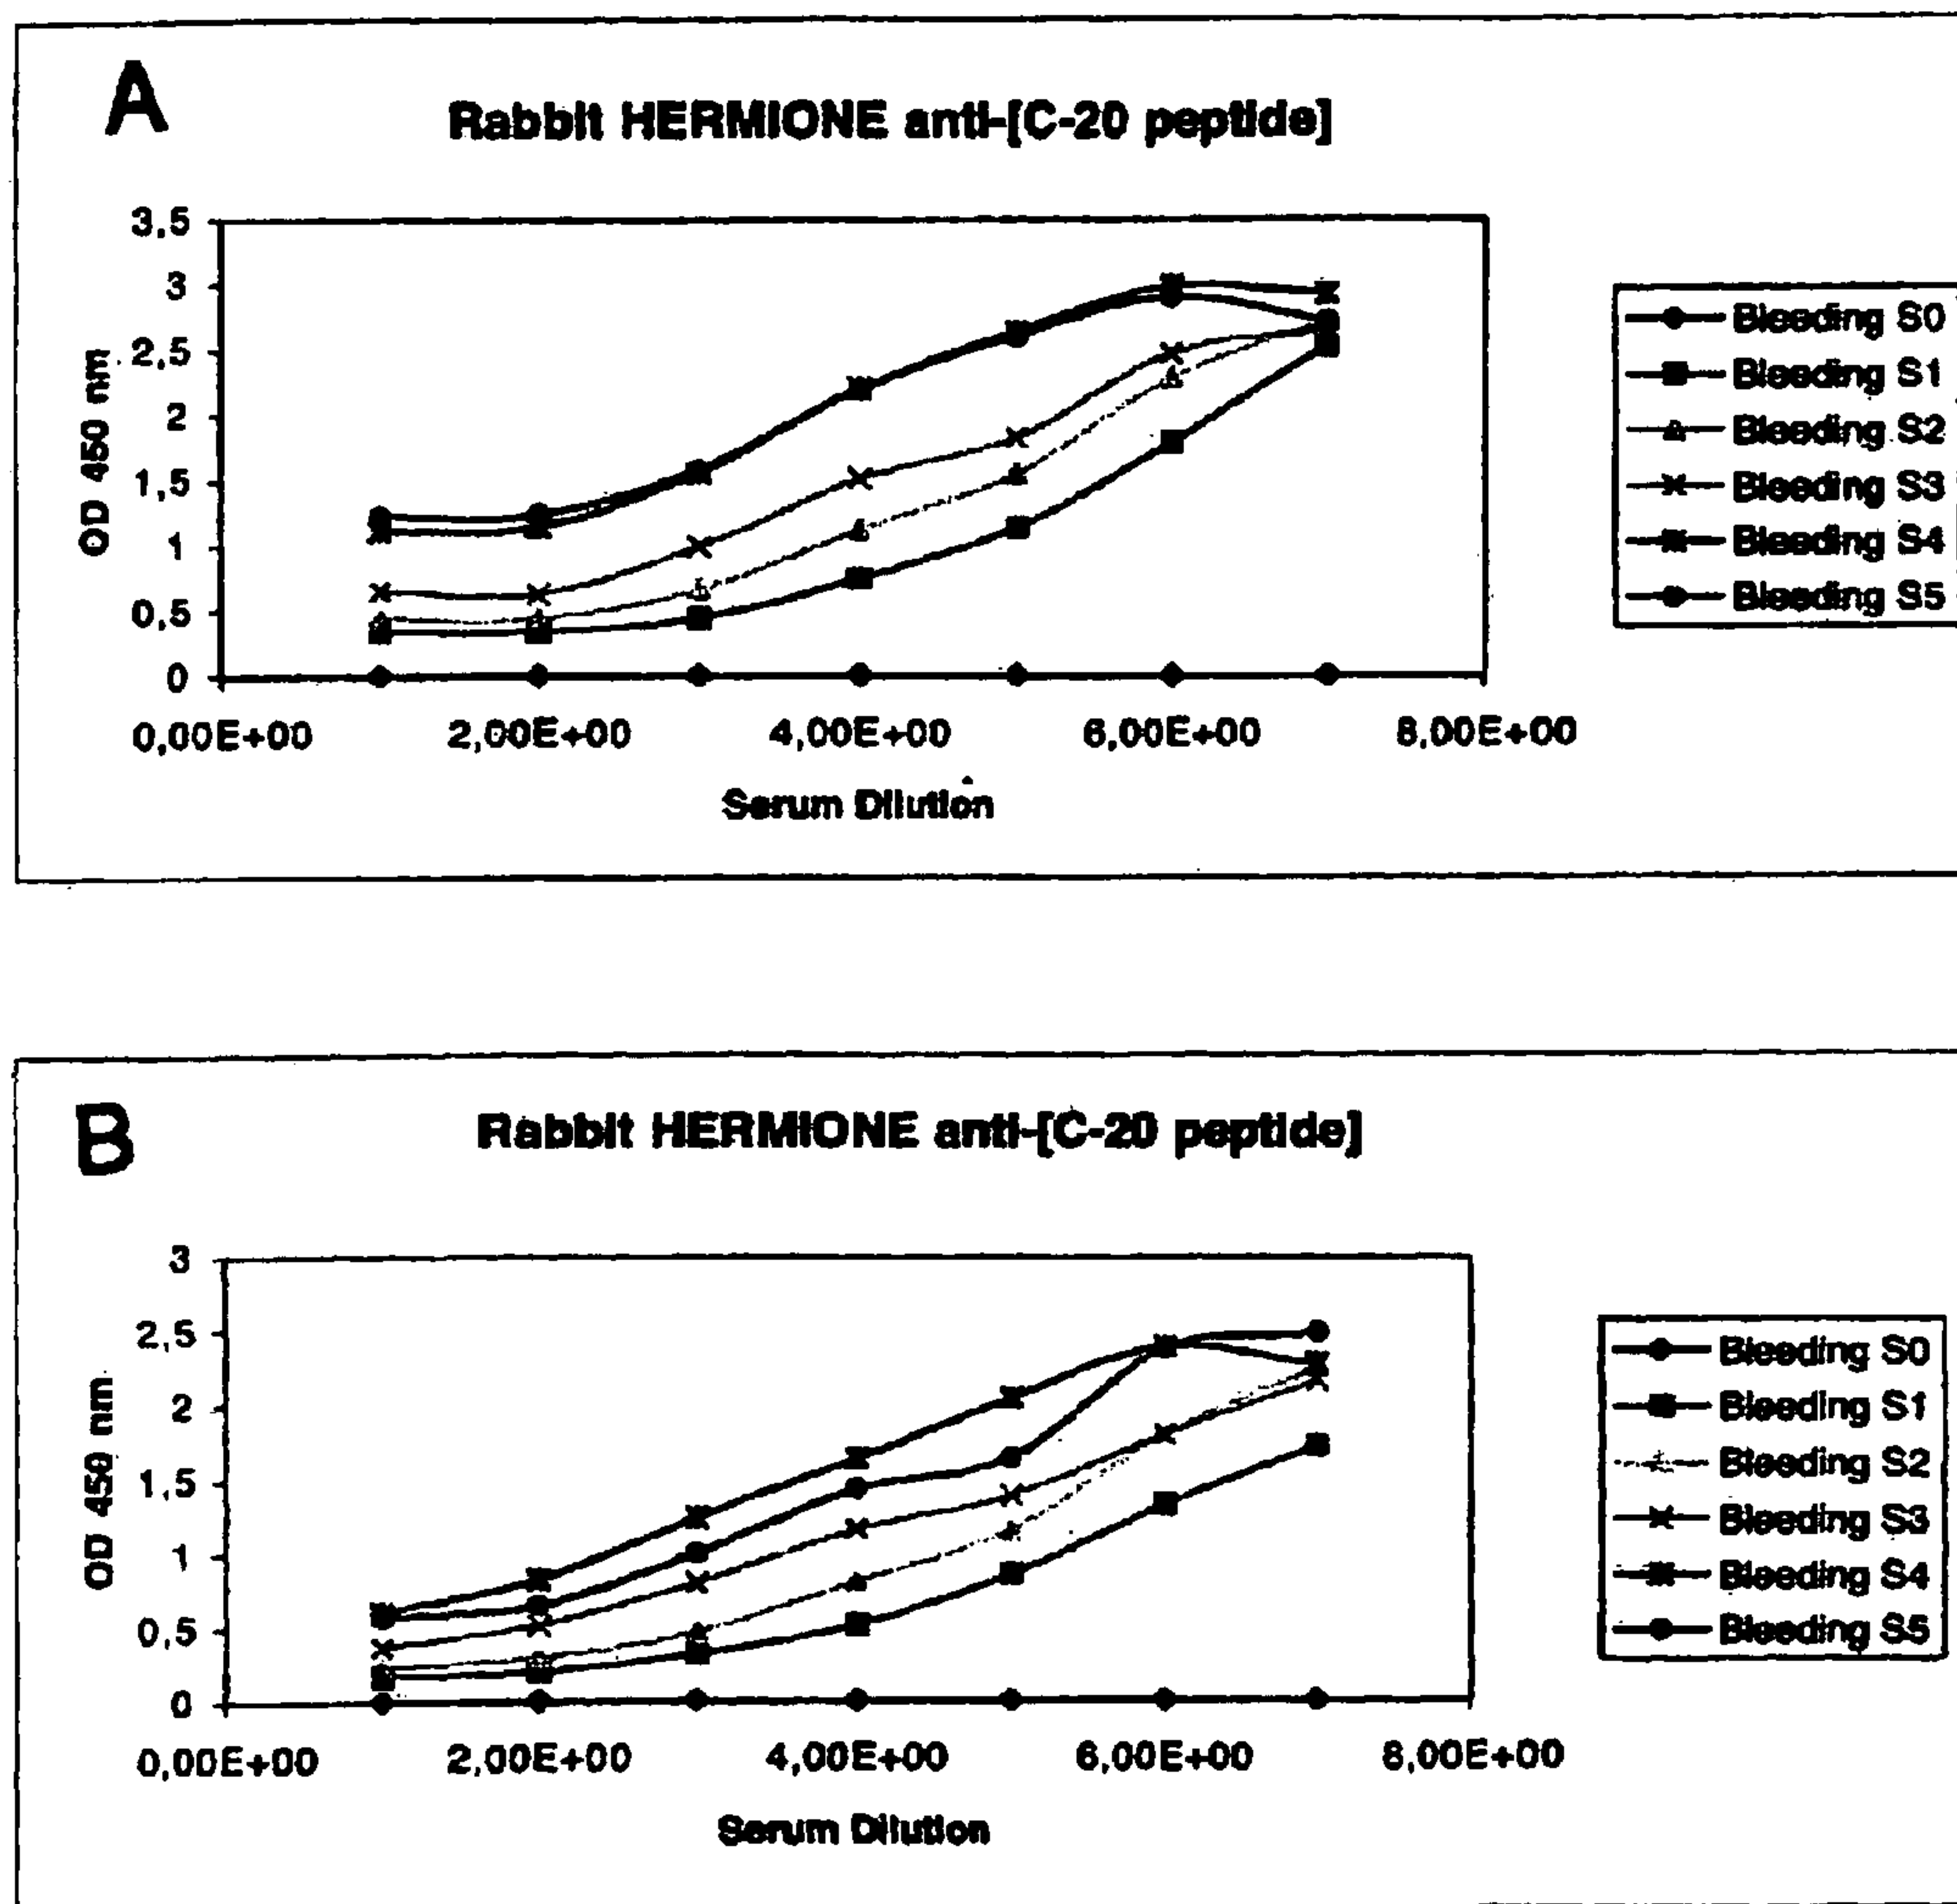 A
Rabbit HERMIONE anti-[C-20 peptide]
3,5
3
2,5
2
1,5
1
0,5
0
OD 450 nm
0,00E+00 2,00E+00 4,00E+00 6,00E+00 8,00E+00
Serum Dilution
Bleeding S0
Bleeding S1
Bleeding S2
Bleeding S3
Bleeding S4
Bleeding S5
B
Rabbit HERMIONE anti-[C-20 peptide]
3
2,5
2
1,5
1
0,5
0
OD 450 nm
0,00E+00 2,00E+00 4,00E+00 6,00E+00 8,00E+00
Serum Dilution
Bleeding S0
Bleeding S1
Bleeding S2
Bleeding S3
Bleeding S4
Bleeding S5